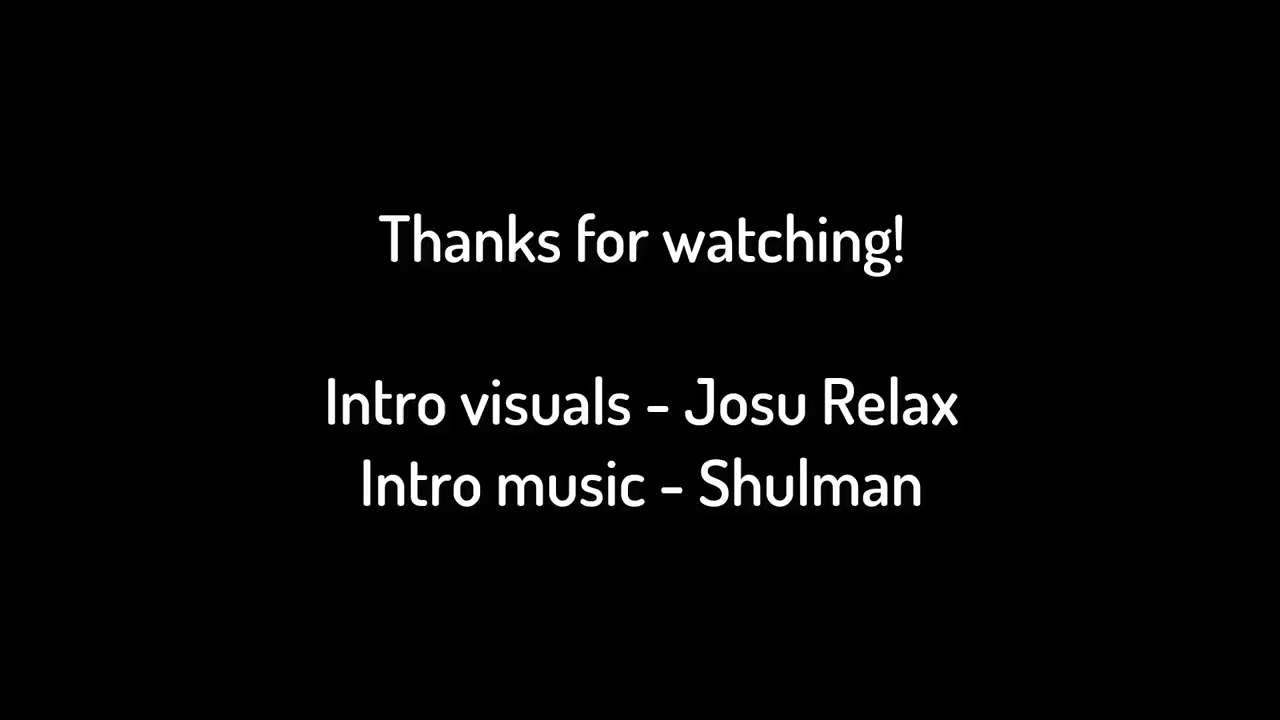 Thanks for watching!
Intro visuals - Josu Relax
Intro music - Shulman